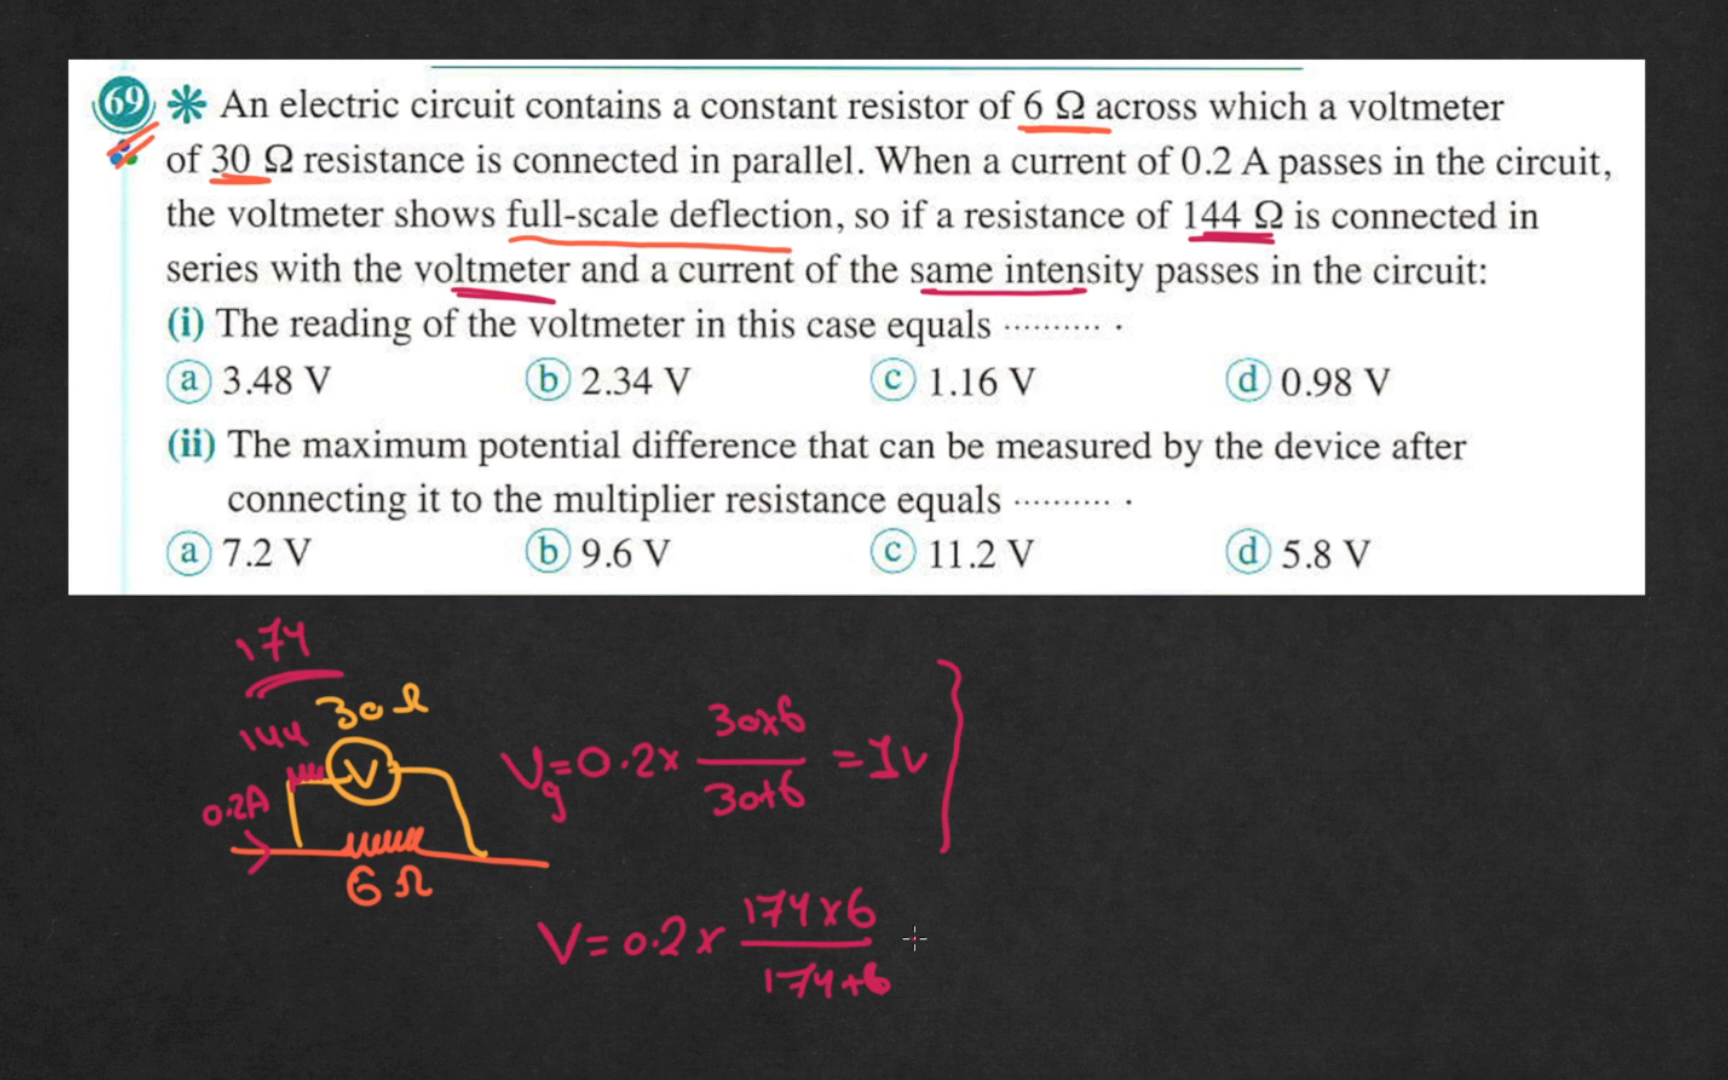 69 * An electric circuit contains a constant resistor of 6 Ω across which a voltmeter
of 30 Ω resistance is connected in parallel. When a current of 0.2 A passes in the circuit,
the voltmeter shows full-scale deflection, so if a resistance of 144 Ω is connected in
series with the voltmeter and a current of the same intensity passes in the circuit:
(i) The reading of the voltmeter in this case equals .......... .
a 3.48 V b 2.34 V c 1.16 V d 0.98 V
(ii) The maximum potential difference that can be measured by the device after
connecting it to the multiplier resistance equals .......... .
a 7.2 V b 9.6 V c 11.2 V d 5.8 V
174
30 Ω
144
V
0.2A
6 Ω
Vg = 0.2 × 30×6 / 30+6 = 1v
V = 0.2 × 174×6 / 174+6